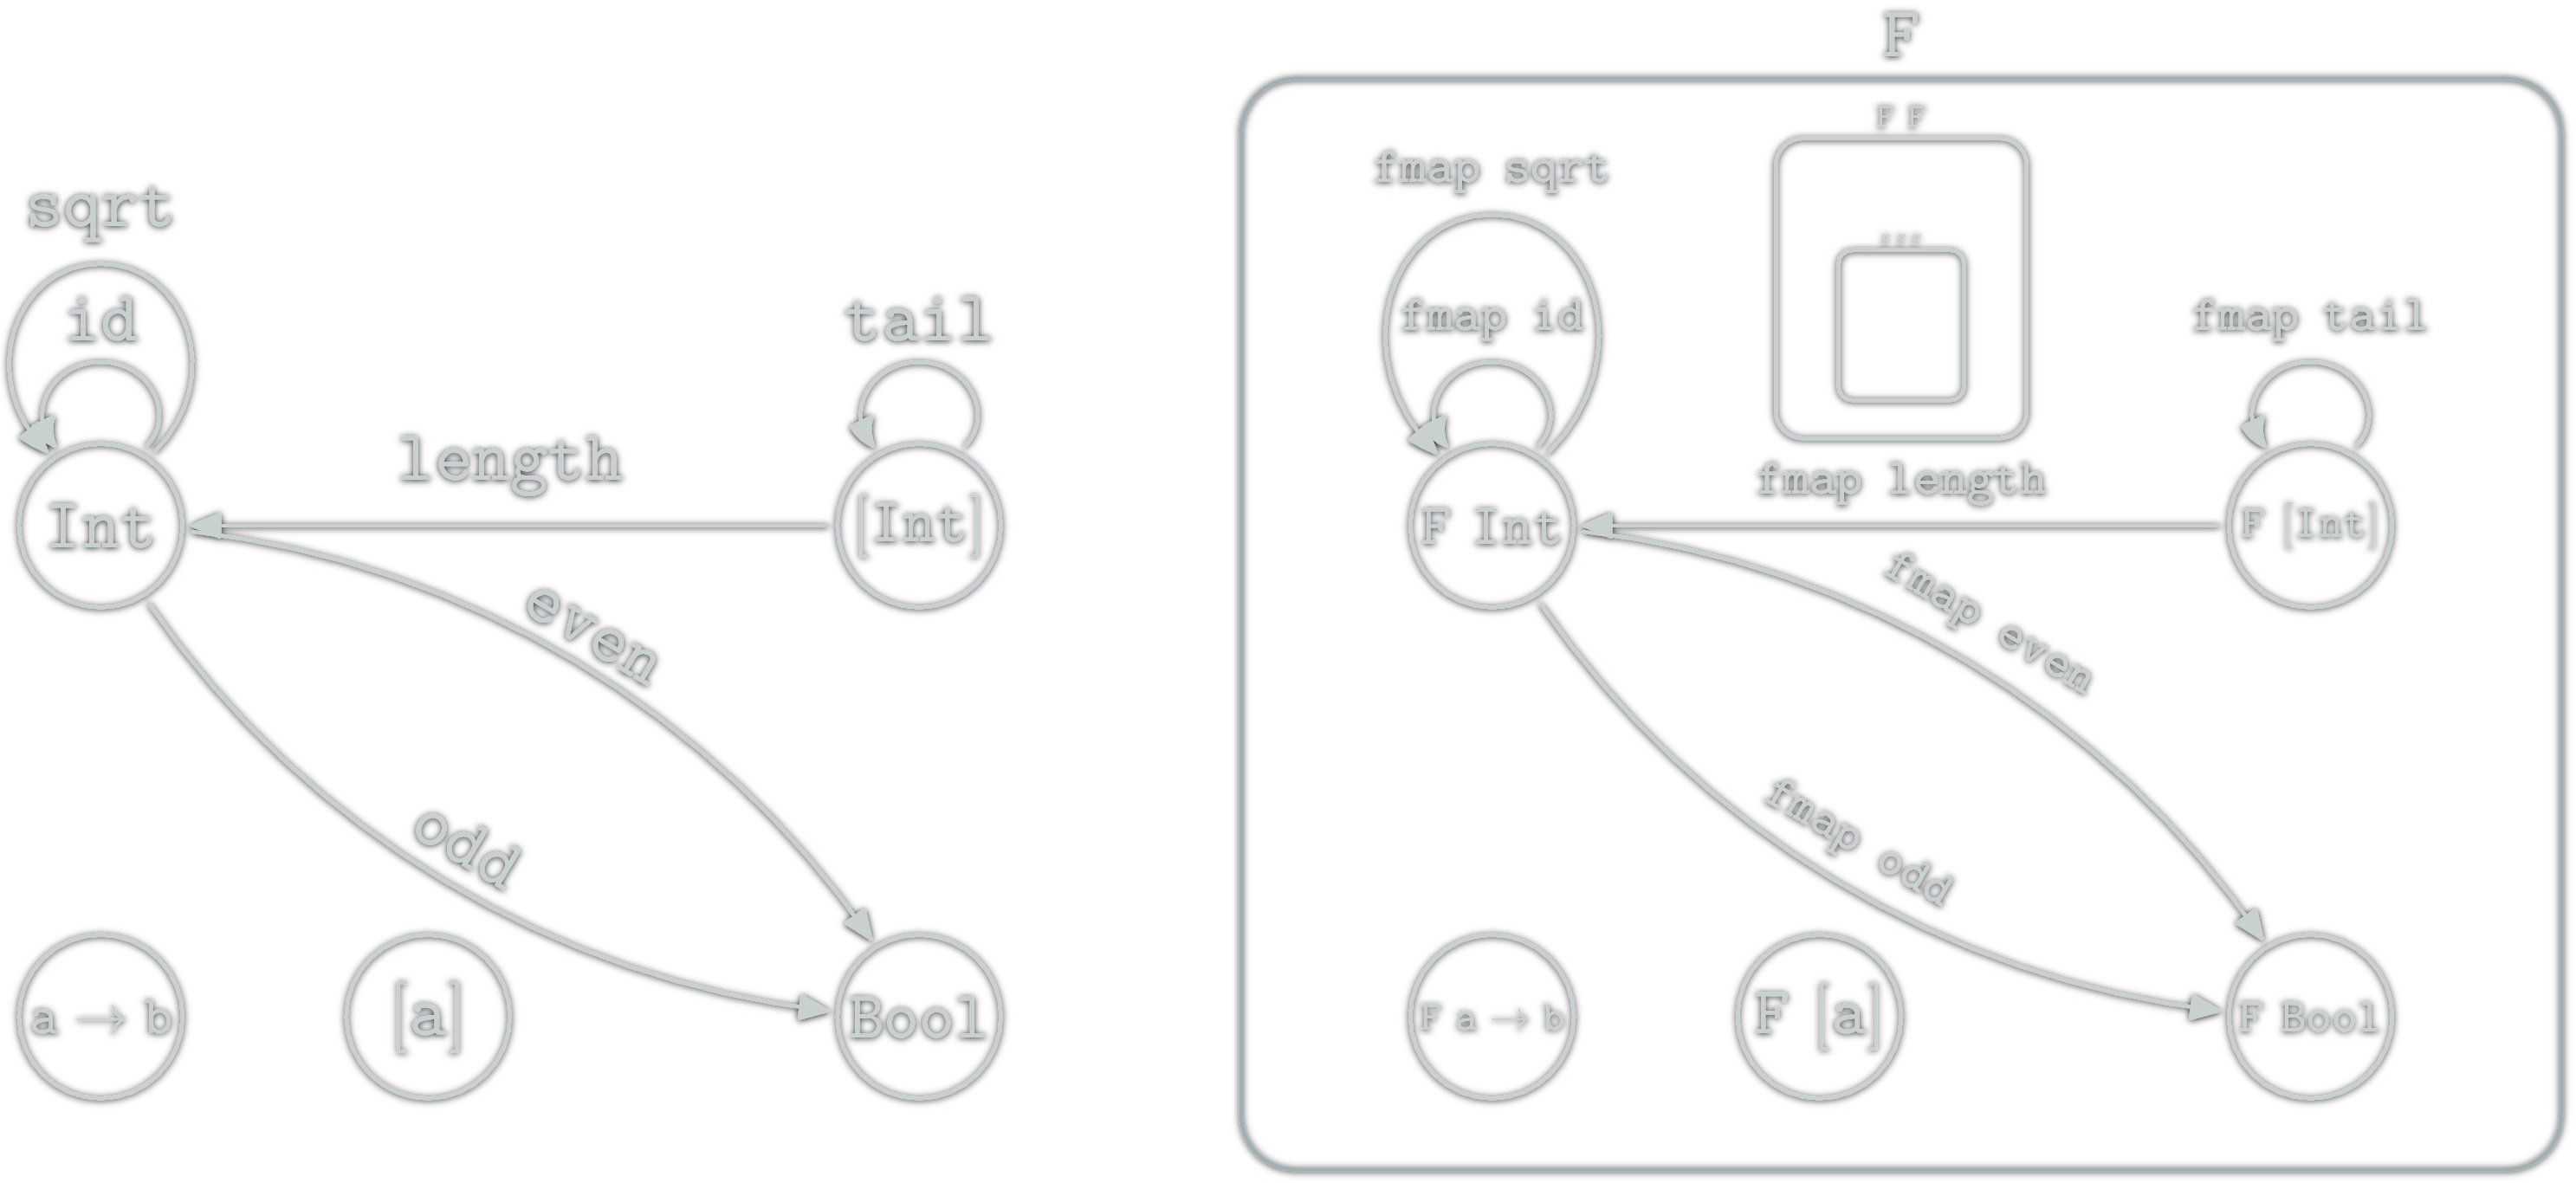 F
F F
fmap sqrt
sqrt
id
tail
fmap id
fmap tail
length
fmap length
Int
[Int]
F Int
F [Int]
even
fmap even
odd
fmap odd
a → b
[a]
Bool
F a → b
F [a]
F Bool